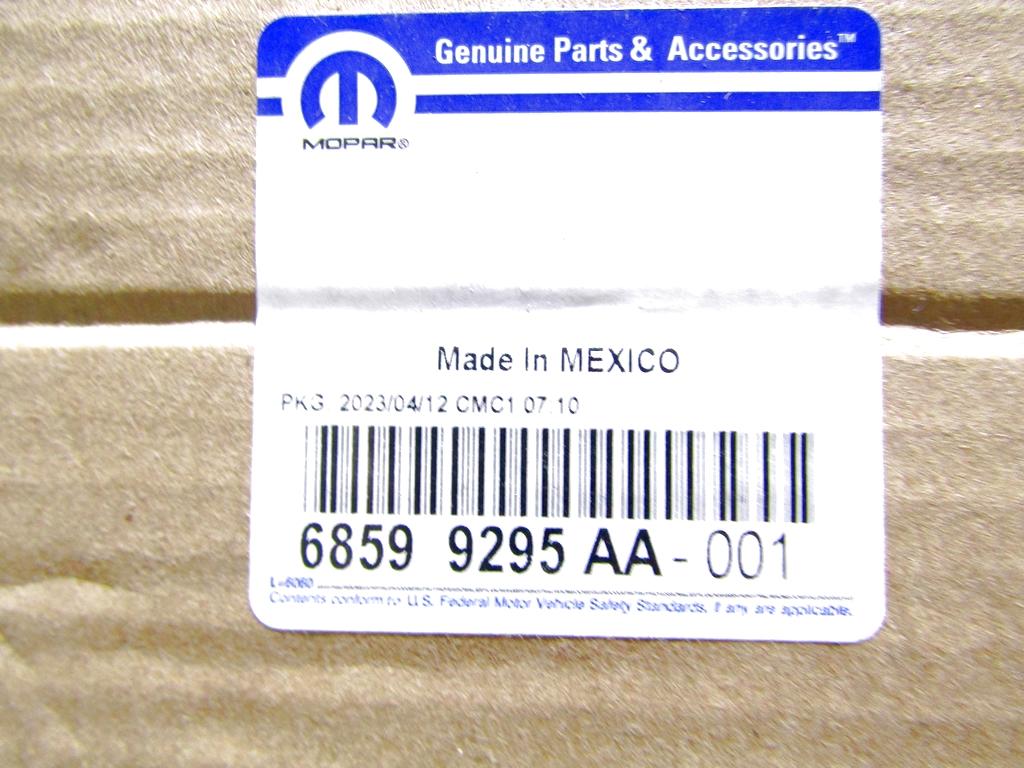 Genuine Parts & Accessories™
MOPAR®
Made In MEXICO
PKG. 2023/04/12 CMC1 07.10
6859 9295 AA - 001
L-6060
Contents conform to U.S. Federal Motor Vehicle Safety Standards, if any are applicable.